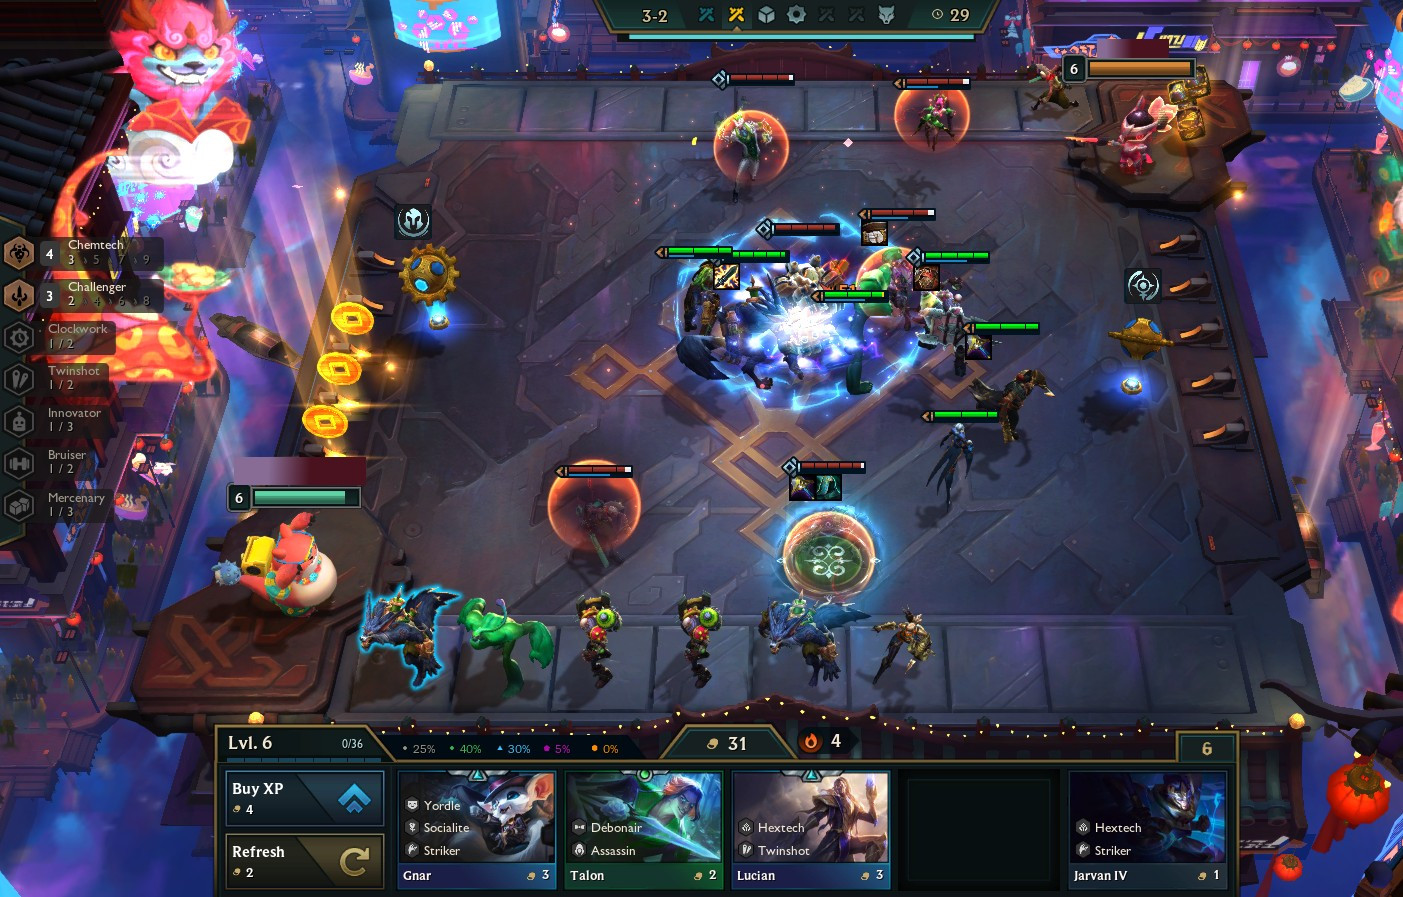 3-2
29
6
4
Chemtech
3 › 5 › 7 › 9
3
Challenger
2 › 4 › 6 › 8
Clockwork
1 / 2
Twinshot
1 / 2
Innovator
1 / 3
Bruiser
1 / 2
Mercenary
1 / 3
6
Lvl. 6
0/36
25%
40%
30%
5%
0%
31
4
6
Buy XP
4
Refresh
2
Yordle
Socialite
Striker
Gnar
3
Debonair
Assassin
Talon
2
Hextech
Twinshot
Lucian
3
Hextech
Striker
Jarvan IV
1